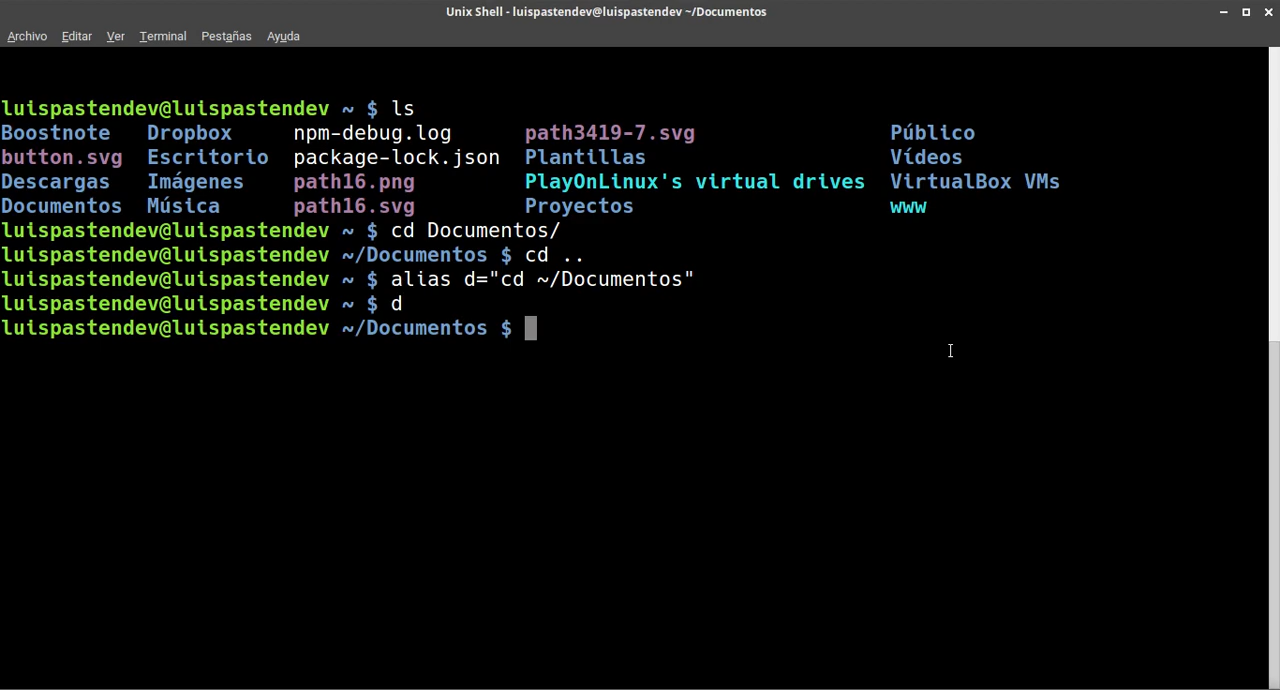 Unix Shell - luispastendev@luispastendev ~/Documentos
Archivo Editar Ver Terminal Pestañas Ayuda
luispastendev@luispastendev ~ $ ls
Boostnote Dropbox npm-debug.log path3419-7.svg Público
button.svg Escritorio package-lock.json Plantillas Vídeos
Descargas Imágenes path16.png PlayOnLinux's virtual drives VirtualBox VMs
Documentos Música path16.svg Proyectos www
luispastendev@luispastendev ~ $ cd Documentos/
luispastendev@luispastendev ~/Documentos $ cd ..
luispastendev@luispastendev ~ $ alias d="cd ~/Documentos"
luispastendev@luispastendev ~ $ d
luispastendev@luispastendev ~/Documentos $